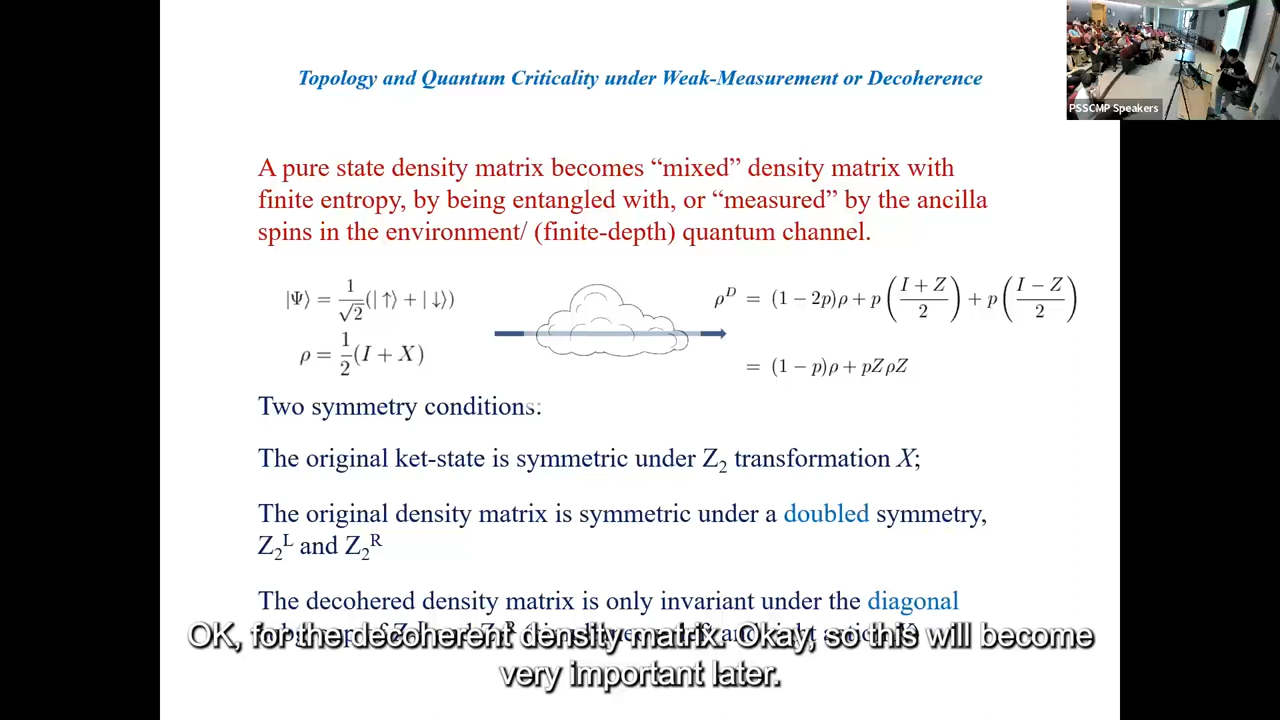 Topology and Quantum Criticality under Weak-Measurement or Decoherence
PSSCMP Speakers
A pure state density matrix becomes “mixed” density matrix with
finite entropy, by being entangled with, or “measured” by the ancilla
spins in the environment/ (finite-depth) quantum channel.
|Ψ⟩ = 1/√2 (|↑⟩ + |↓⟩)
ρ = 1/2 (I + X)
ρ^D = (1 − 2p)ρ + p((I + Z)/2) + p((I − Z)/2)
= (1 − p)ρ + pZρZ
Two symmetry conditions:
The original ket-state is symmetric under Z₂ transformation X;
The original density matrix is symmetric under a doubled symmetry,
Z₂ᴸ and Z₂ᴿ
The decohered density matrix is only invariant under the diagonal
OK, for the decoherent density matrix. Okay, so this will become
very important later.